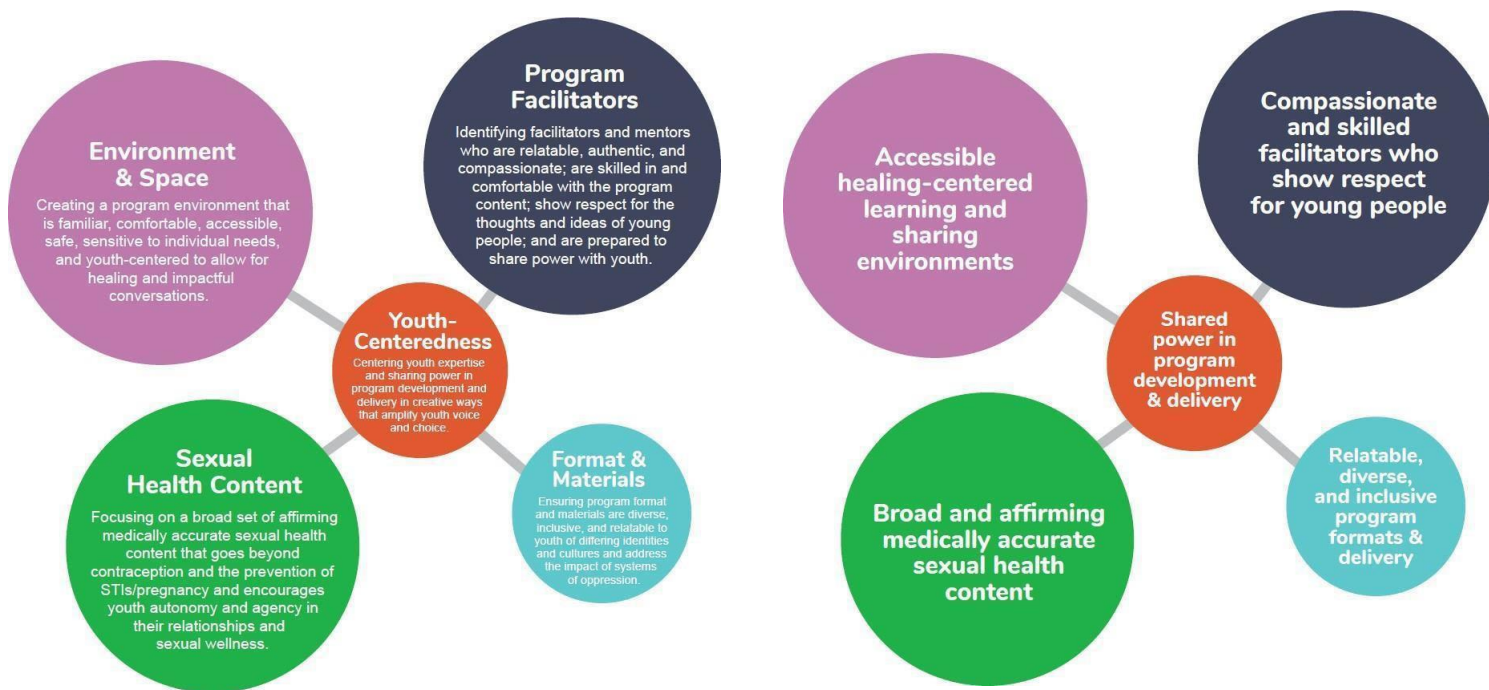 Environment
& Space
Creating a program environment that
is familiar, comfortable, accessible,
safe, sensitive to individual needs,
and youth-centered to allow for
healing and impactful
conversations.
Program
Facilitators
Identifying facilitators and mentors
who are relatable, authentic, and
compassionate; are skilled in and
comfortable with the program
content; show respect for the
thoughts and ideas of young
people; and are prepared to
share power with youth.
Youth-
Centeredness
Centering youth expertise
and sharing power in
program development and
delivery in creative ways
that amplify youth voice
and choice.
Sexual
Health Content
Focusing on a broad set of affirming
medically accurate sexual health
content that goes beyond
contraception and the prevention of
STIs/pregnancy and encourages
youth autonomy and agency in
their relationships and
sexual wellness.
Format &
Materials
Ensuring program format
and materials are diverse,
inclusive, and relatable to
youth of differing identities
and cultures and address
the impact of systems
of oppression.
Accessible
healing-centered
learning and
sharing
environments
Compassionate
and skilled
facilitators who
show respect
for young people
Shared
power in
program
development
& delivery
Broad and affirming
medically accurate
sexual health
content
Relatable,
diverse,
and inclusive
program
formats &
delivery